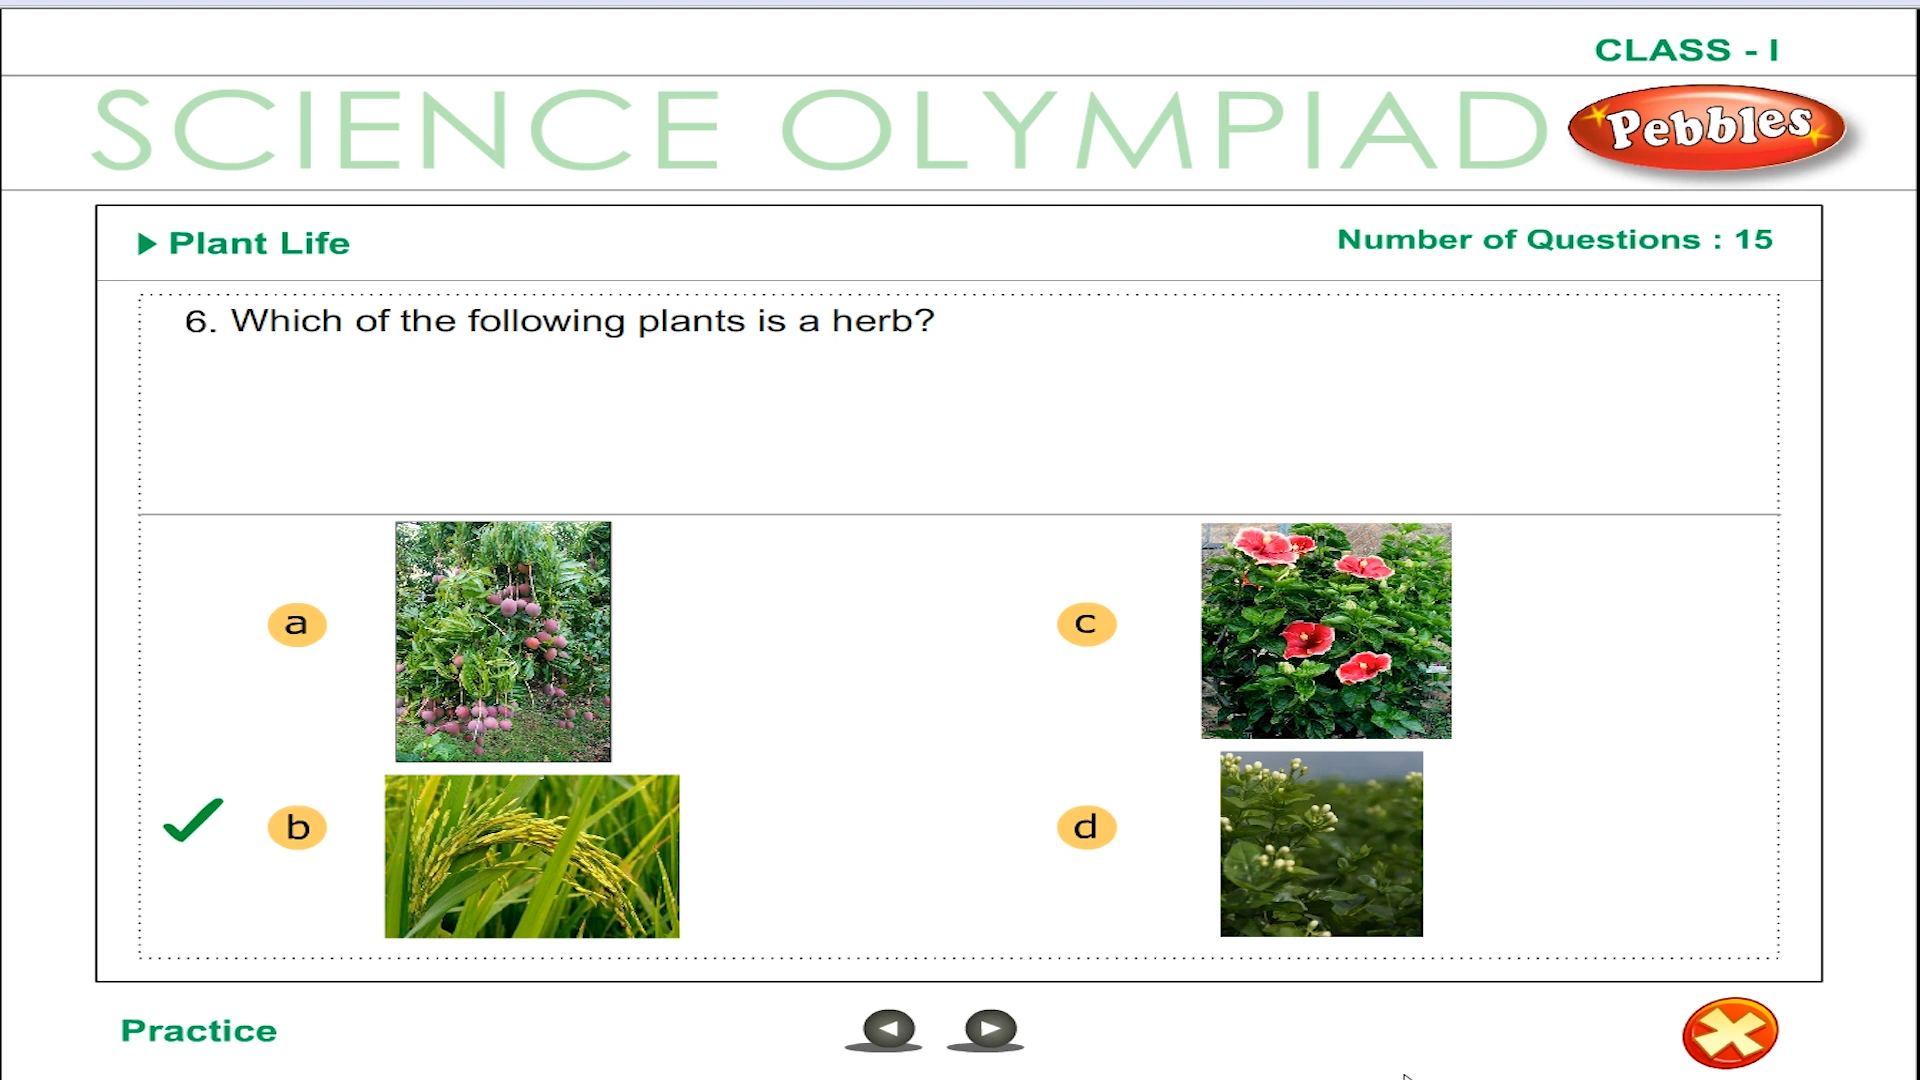 CLASS - I
SCIENCE OLYMPIAD
Pebbles
Plant Life
Number of Questions : 15
6. Which of the following plants is a herb?
a
c
b
d
Practice